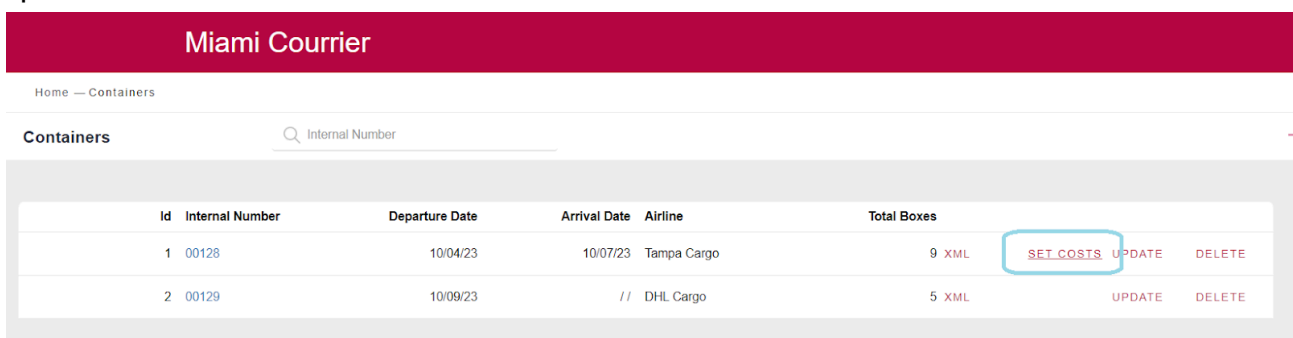 Miami Courrier
Home — Containers
Containers Internal Number
Id Internal Number Departure Date Arrival Date Airline Total Boxes
1 00128 10/04/23 10/07/23 Tampa Cargo 9 XML SET COSTS UPDATE DELETE
2 00129 10/09/23 / / DHL Cargo 5 XML UPDATE DELETE